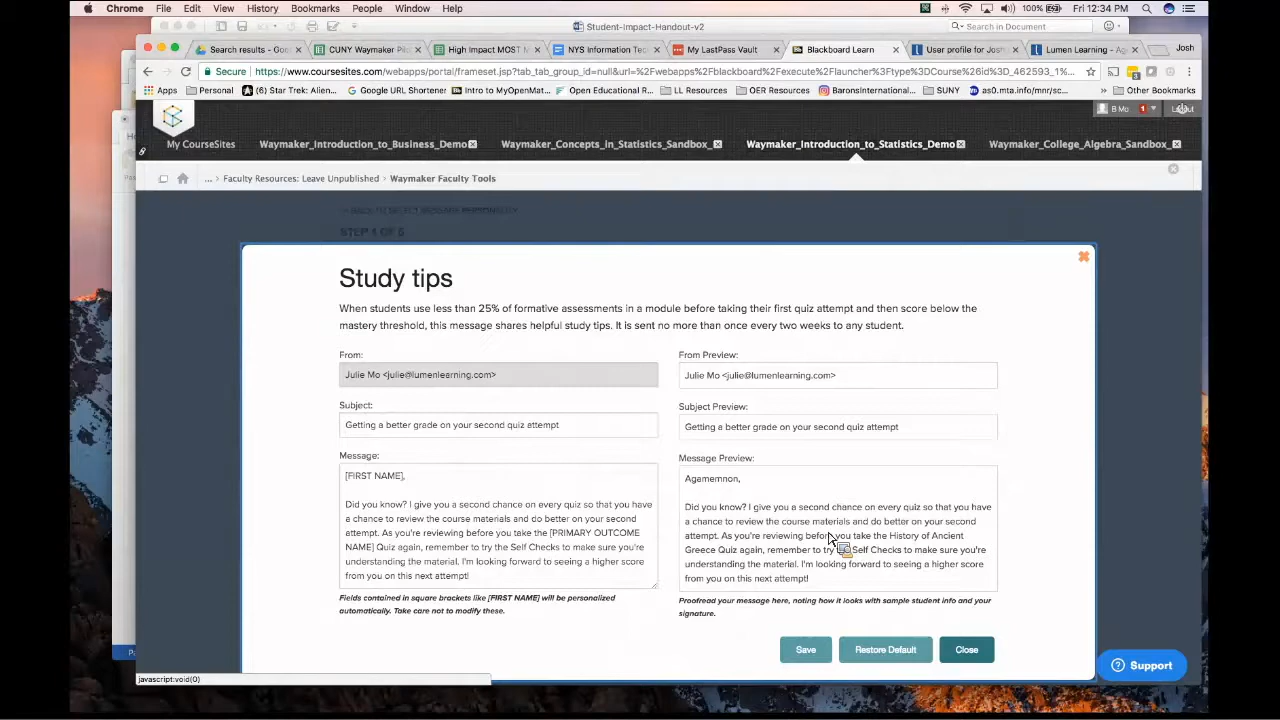 Chrome File Edit View History Bookmarks People Window Help 100% Fri 12:34 PM
Student-Impact-Handout-v2
Search in Document
Search results - Goo
CUNY Waymaker Pilot
High Impact MOST M
NYS Information Tec
My LastPass Vault
Blackboard Learn
User profile for Josh
Lumen Learning - Ag
Josh
Secure https://www.coursesites.com/webapps/portal/frameset.jsp?tab_tab_group_id=null&url=%2Fwebapps%2Fblackboard%2Fexecute%2Flauncher%3Ftype%3DCourse%26id%3D_462593_1%...
Apps Personal (6) Star Trek: Alien... Google URL Shortener Intro to MyOpenMat... Open Educational R... LL Resources OER Resources BaronsInternational... SUNY as0.mta.info/mnr/sc... Other Bookmarks
B Mo 1 Logout
My CourseSites
Waymaker_Introduction_to_Business_Demo
Waymaker_Concepts_in_Statistics_Sandbox_
Waymaker_Introduction_to_Statistics_Demo
Waymaker_College_Algebra_Sandbox_
... Faculty Resources: Leave Unpublished Waymaker Faculty Tools
STEP 1 OF 5
Study tips
When students use less than 25% of formative assessments in a module before taking their first quiz attempt and then score below the
mastery threshold, this message shares helpful study tips. It is sent no more than once every two weeks to any student.
From:
Julie Mo <julie@lumenlearning.com>
Subject:
Getting a better grade on your second quiz attempt
Message:
[FIRST NAME],
Did you know? I give you a second chance on every quiz so that you have
a chance to review the course materials and do better on your second
attempt. As you're reviewing before you take the [PRIMARY OUTCOME
NAME] Quiz again, remember to try the Self Checks to make sure you're
understanding the material. I'm looking forward to seeing a higher score
from you on this next attempt!
Fields contained in square brackets like [FIRST NAME] will be personalized
automatically. Take care not to modify these.
From Preview:
Julie Mo <julie@lumenlearning.com>
Subject Preview:
Getting a better grade on your second quiz attempt
Message Preview:
Agamemnon,
Did you know? I give you a second chance on every quiz so that you have
a chance to review the course materials and do better on your second
attempt. As you're reviewing before you take the History of Ancient
Greece Quiz again, remember to try Self Checks to make sure you're
understanding the material. I'm looking forward to seeing a higher score
from you on this next attempt!
Proofread your message here, noting how it looks with sample student info and your
signature.
Save
Restore Default
Close
Support
javascript:void(0)